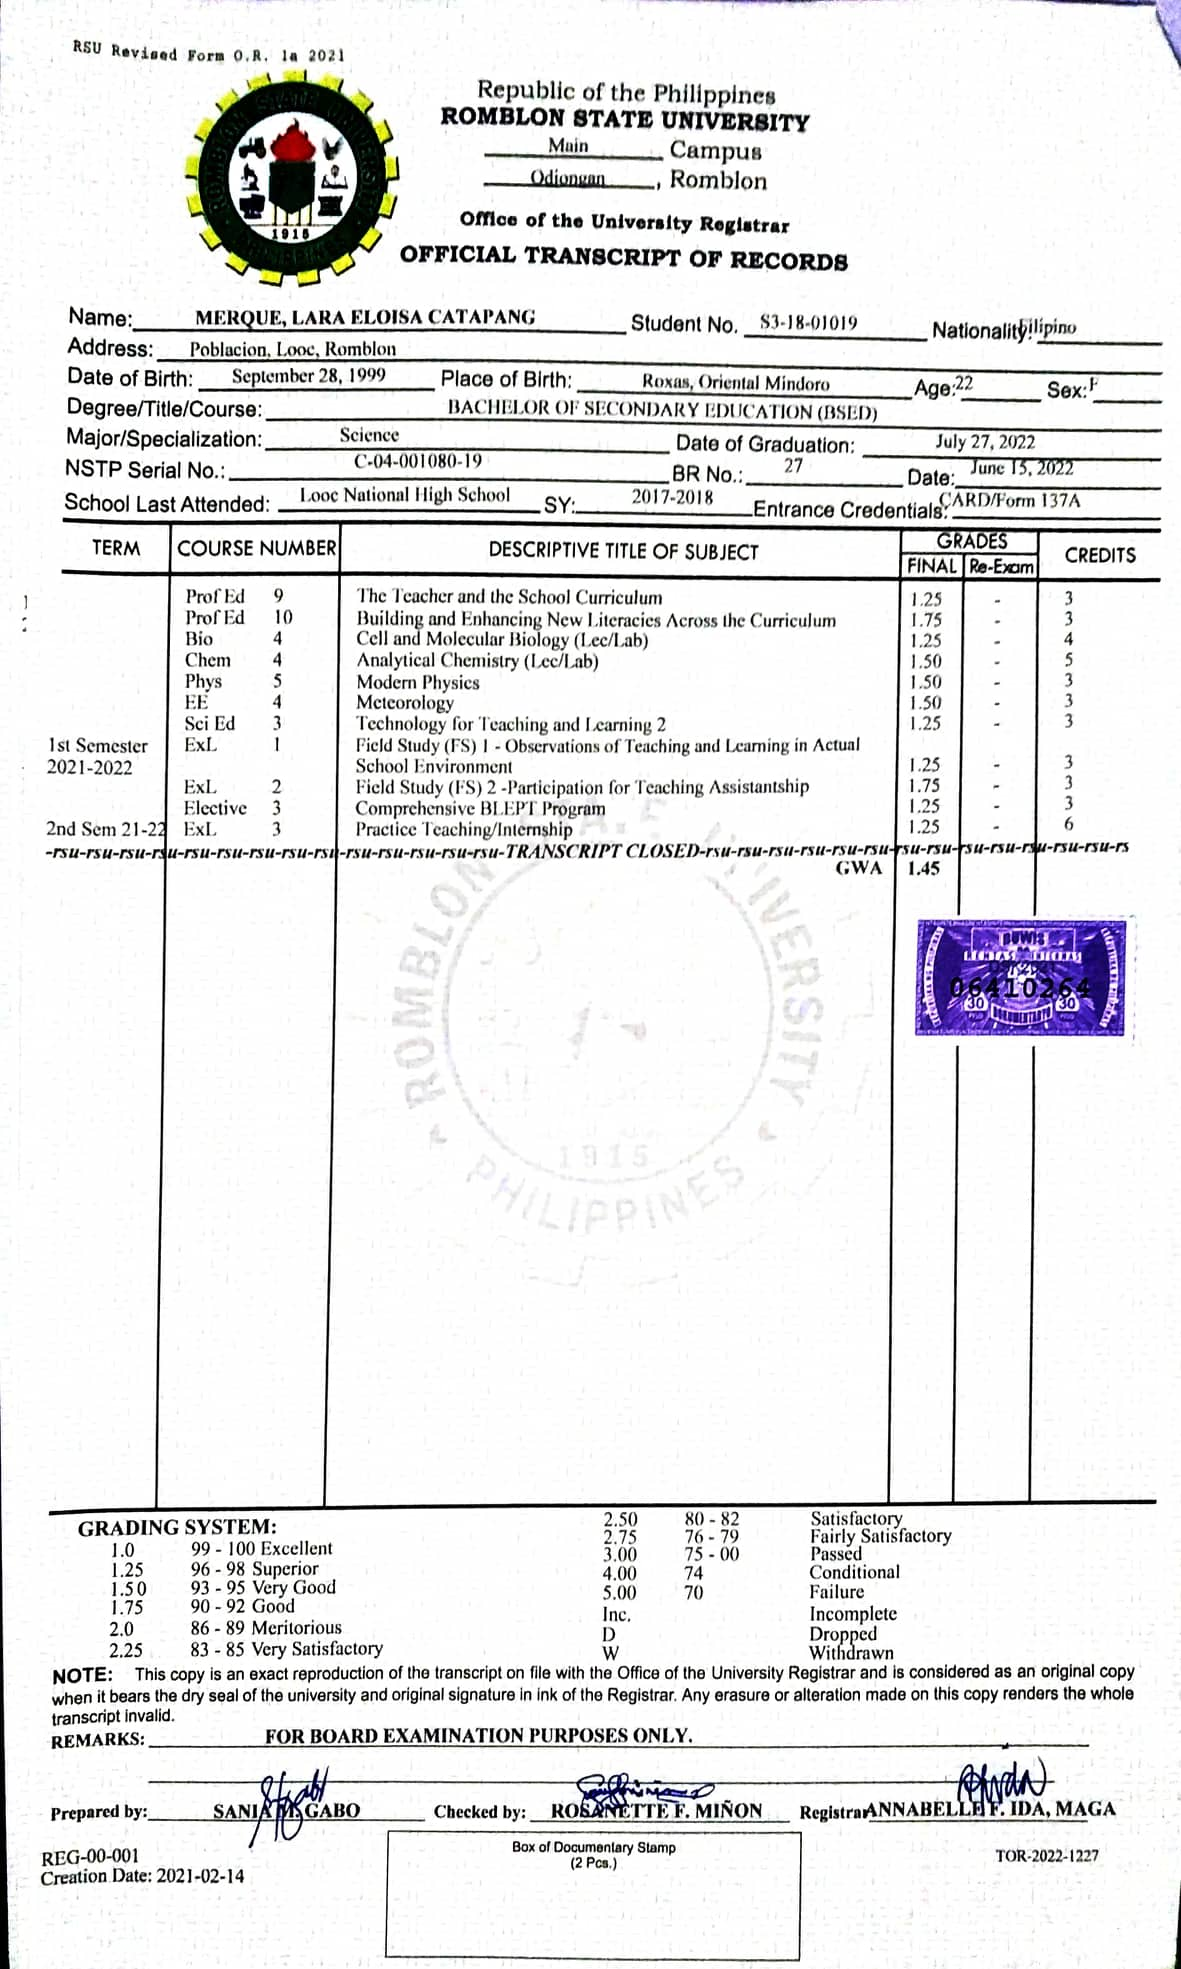 RSU Revised Form O.R. 1a 2021
Republic of the Philippines
ROMBLON STATE UNIVERSITY
Main Campus
Odiongan, Romblon
Office of the University Registrar
OFFICIAL TRANSCRIPT OF RECORDS
1915
Name: MERQUE, LARA ELOISA CATAPANG Student No. S3-18-01019 Nationality: Filipino
Address: Poblacion, Looc, Romblon
Date of Birth: September 28, 1999 Place of Birth: Roxas, Oriental Mindoro Age: 22 Sex: F
Degree/Title/Course: BACHELOR OF SECONDARY EDUCATION (BSED)
Major/Specialization: Science Date of Graduation: July 27, 2022
NSTP Serial No.: C-04-001080-19 BR No.: 27 Date: June 15, 2022
School Last Attended: Looc National High School SY: 2017-2018 Entrance Credentials: CARD/Form 137A
TERM COURSE NUMBER DESCRIPTIVE TITLE OF SUBJECT GRADES CREDITS
FINAL Re-Exam
Prof Ed 9 The Teacher and the School Curriculum 1.25 - 3
Prof Ed 10 Building and Enhancing New Literacies Across the Curriculum 1.75 - 3
Bio 4 Cell and Molecular Biology (Lec/Lab) 1.25 - 4
Chem 4 Analytical Chemistry (Lec/Lab) 1.50 - 5
Phys 5 Modern Physics 1.50 - 3
EE 4 Meteorology 1.50 - 3
Sci Ed 3 Technology for Teaching and Learning 2 1.25 - 3
1st Semester ExL 1 Field Study (FS) 1 - Observations of Teaching and Learning in Actual
2021-2022 School Environment 1.25 - 3
ExL 2 Field Study (FS) 2 -Participation for Teaching Assistantship 1.75 - 3
Elective 3 Comprehensive BLEPT Program 1.25 - 3
2nd Sem 21-22 ExL 3 Practice Teaching/Internship 1.25 - 6
-rsu-rsu-rsu-rsu-rsu-rsu-rsu-rsu-rsu-rsu-rsu-rsu-rsu-TRANSCRIPT CLOSED-rsu-rsu-rsu-rsu-rsu-rsu-rsu-rsu-rsu-rsu-rsu-rsu-rs
GWA 1.45
06410264
30 30
ROMBLON STATE UNIVERSITY
1915
PHILIPPINES
GRADING SYSTEM:
1.0 99 - 100 Excellent
1.25 96 - 98 Superior
1.50 93 - 95 Very Good
1.75 90 - 92 Good
2.0 86 - 89 Meritorious
2.25 83 - 85 Very Satisfactory
2.50 80 - 82 Satisfactory
2.75 76 - 79 Fairly Satisfactory
3.00 75 - 00 Passed
4.00 74 Conditional
5.00 70 Failure
Inc. Incomplete
D Dropped
W Withdrawn
NOTE: This copy is an exact reproduction of the transcript on file with the Office of the University Registrar and is considered as an original copy
when it bears the dry seal of the university and original signature in ink of the Registrar. Any erasure or alteration made on this copy renders the whole
transcript invalid.
REMARKS: FOR BOARD EXAMINATION PURPOSES ONLY.
Prepared by: GABO Checked by: ROSANETTE F. MIÑON Registrar ANNABELLE F. IDA, MAGA
REG-00-001
Creation Date: 2021-02-14
Box of Documentary Stamp
(2 Pcs.)
TOR-2022-1227